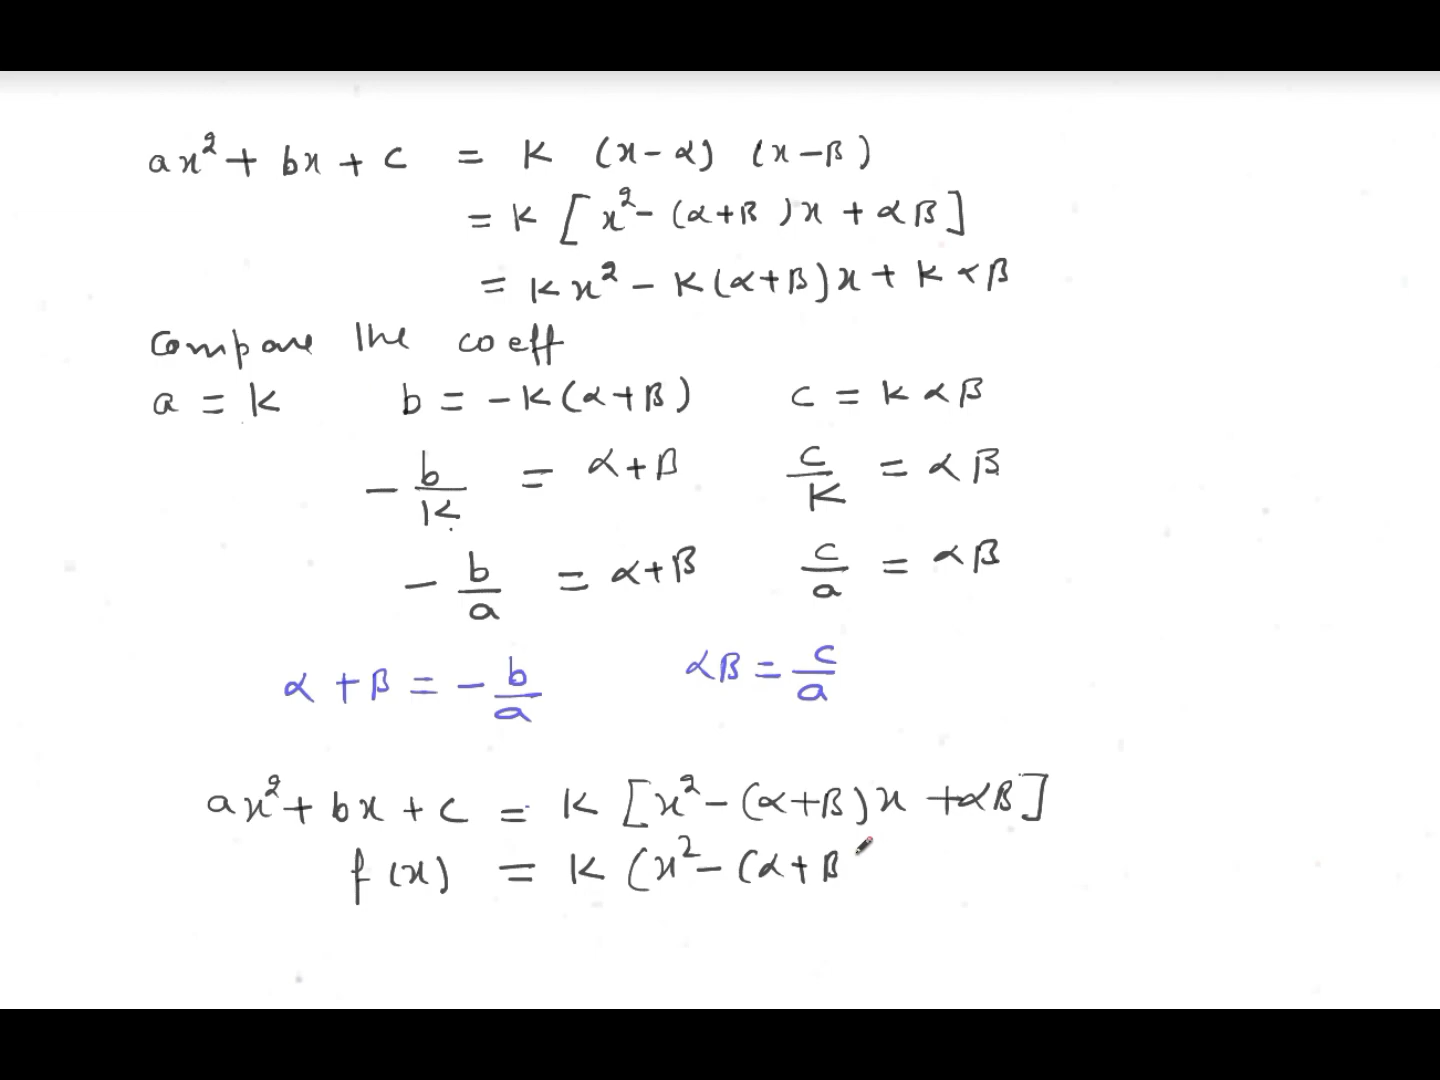 ax² + bx + c = K (x - α) (x - β)
= K [x² - (α+β)x + αβ]
= Kx² - K(α+β)x + Kαβ
Compare the coeff
a = K b = -K(α+β) c = Kαβ
-b/K = α+β c/K = αβ
-b/a = α+β c/a = αβ
α + β = -b/a αβ = c/a
ax² + bx + c = K [x² - (α+β)x + αβ]
f(x) = K (x² - (α+β